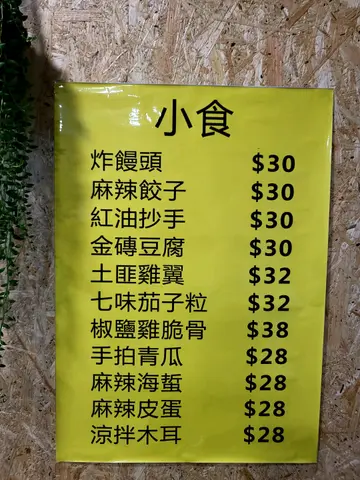 小食
炸饅頭 $30
麻辣餃子 $30
紅油抄手 $30
金磚豆腐 $30
土匪雞翼 $32
七味茄子粒 $32
椒鹽雞脆骨 $38
手拍青瓜 $28
麻辣海蜇 $28
麻辣皮蛋 $28
涼拌木耳 $28